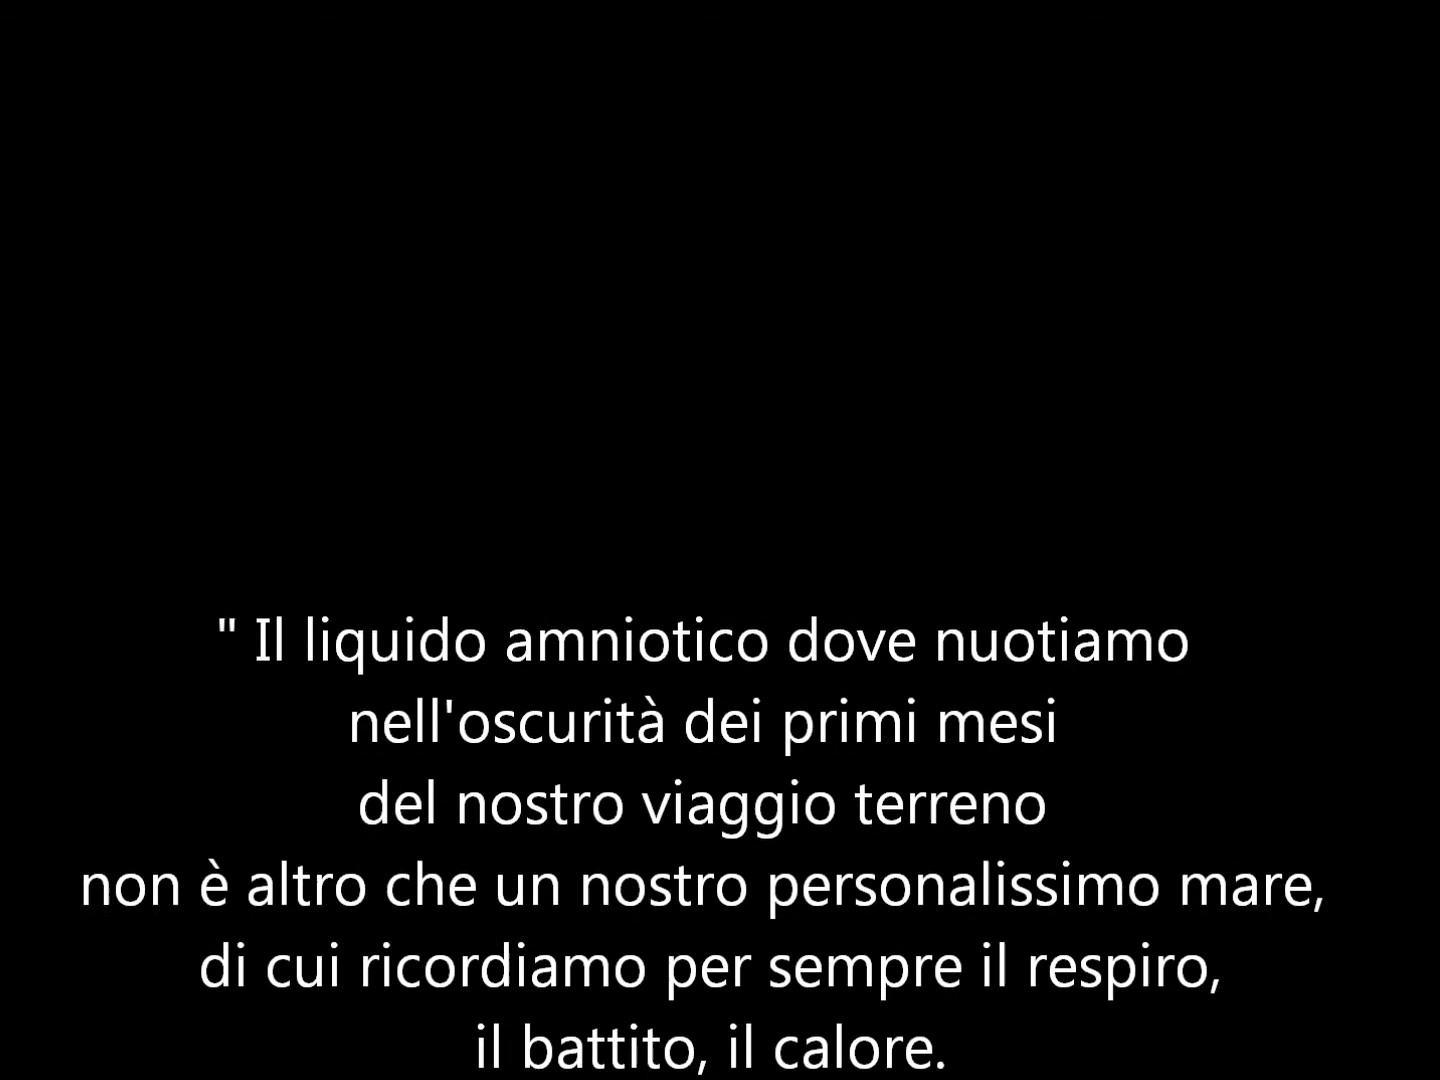 " Il liquido amniotico dove nuotiamo
nell'oscurità dei primi mesi
del nostro viaggio terreno
non è altro che un nostro personalissimo mare,
di cui ricordiamo per sempre il respiro,
il battito, il calore.